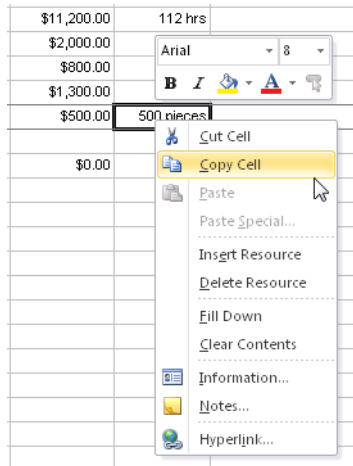 $11,200.00 112 hrs
$2,000.00
$800.00 Arial 8
$1,300.00 B I A
$500.00 500 pieces
Cut Cell
$0.00 Copy Cell
Paste
Paste Special...
Insert Resource
Delete Resource
Fill Down
Clear Contents
Information...
Notes...
Hyperlink...